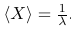 ⟨X⟩ = 1/λ.